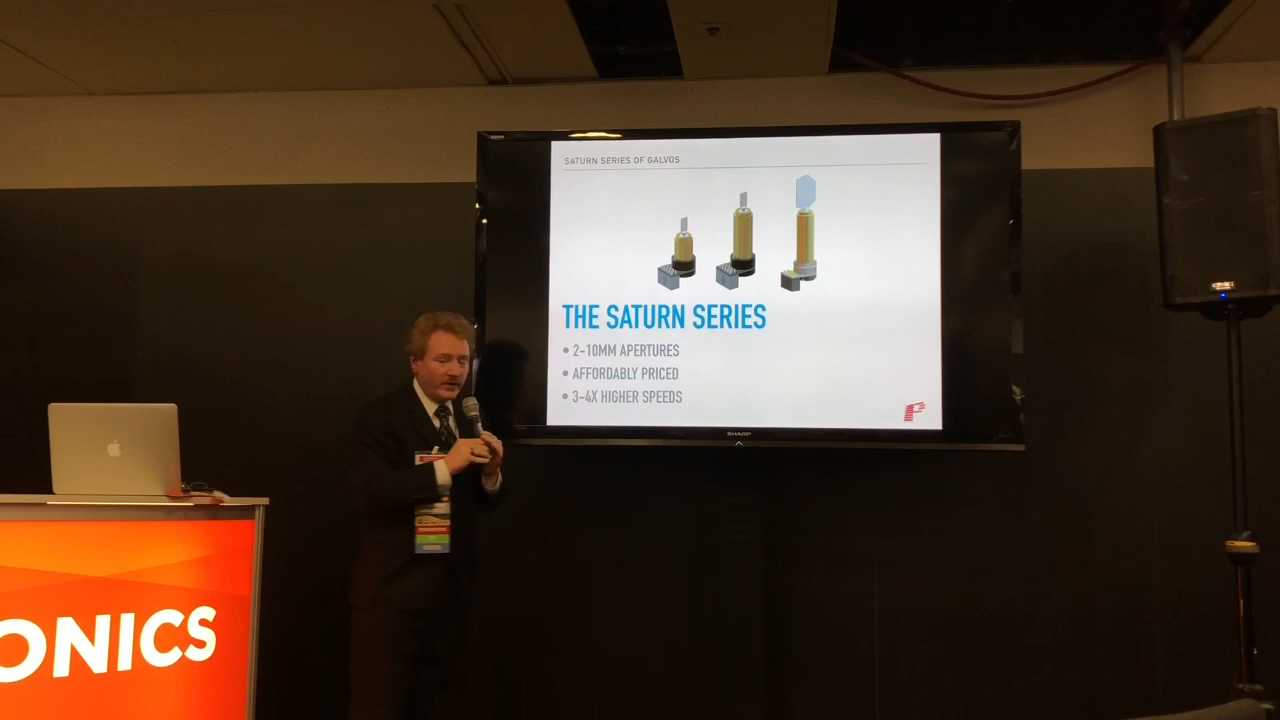 SATURN SERIES OF GALVOS
THE SATURN SERIES
• 2-10MM APERTURES
• AFFORDABLY PRICED
• 3-4X HIGHER SPEEDS
SHARP
ONICS